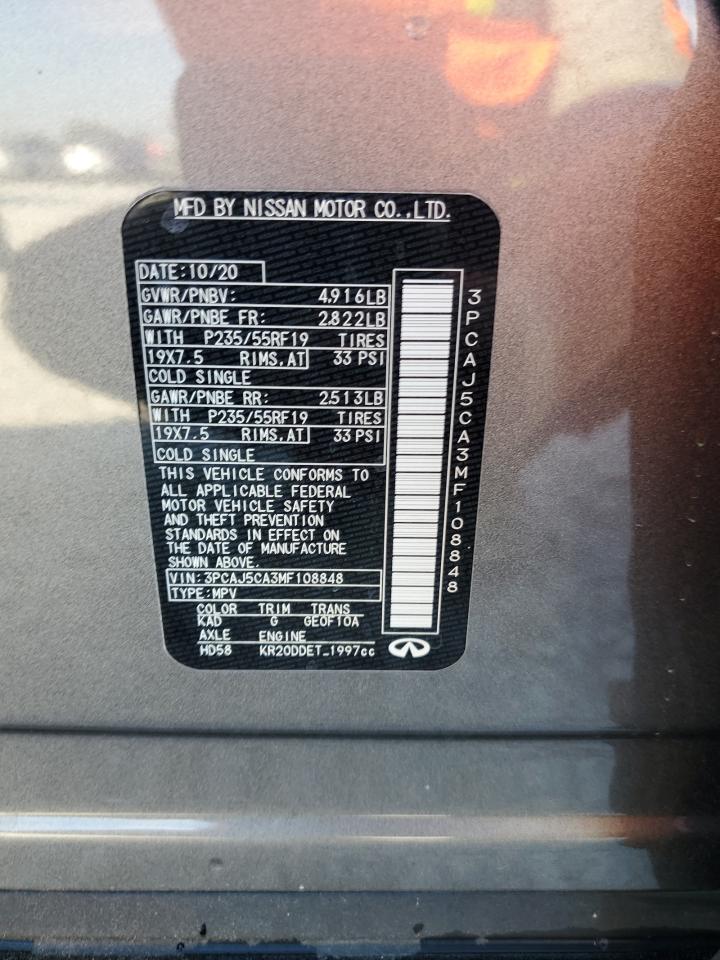 MFD BY NISSAN MOTOR CO.,LTD.
DATE:10/20
GVWR/PNBV: 4,916LB
GAWR/PNBE FR: 2,822LB
WITH P235/55RF19 TIRES
19X7.5 RIMS,AT 33 PSI
COLD SINGLE
GAWR/PNBE RR: 2,513LB
WITH P235/55RF19 TIRES
19X7.5 RIMS,AT 33 PSI
COLD SINGLE
THIS VEHICLE CONFORMS TO
ALL APPLICABLE FEDERAL
MOTOR VEHICLE SAFETY
AND THEFT PREVENTION
STANDARDS IN EFFECT ON
THE DATE OF MANUFACTURE
SHOWN ABOVE.
VIN:3PCAJ5CA3MF108848
TYPE:MPV
COLOR TRIM TRANS
KAD G GE0F10A
AXLE ENGINE
HD58 KR20DDET_1997cc
3PCAJ5CA3MF108848